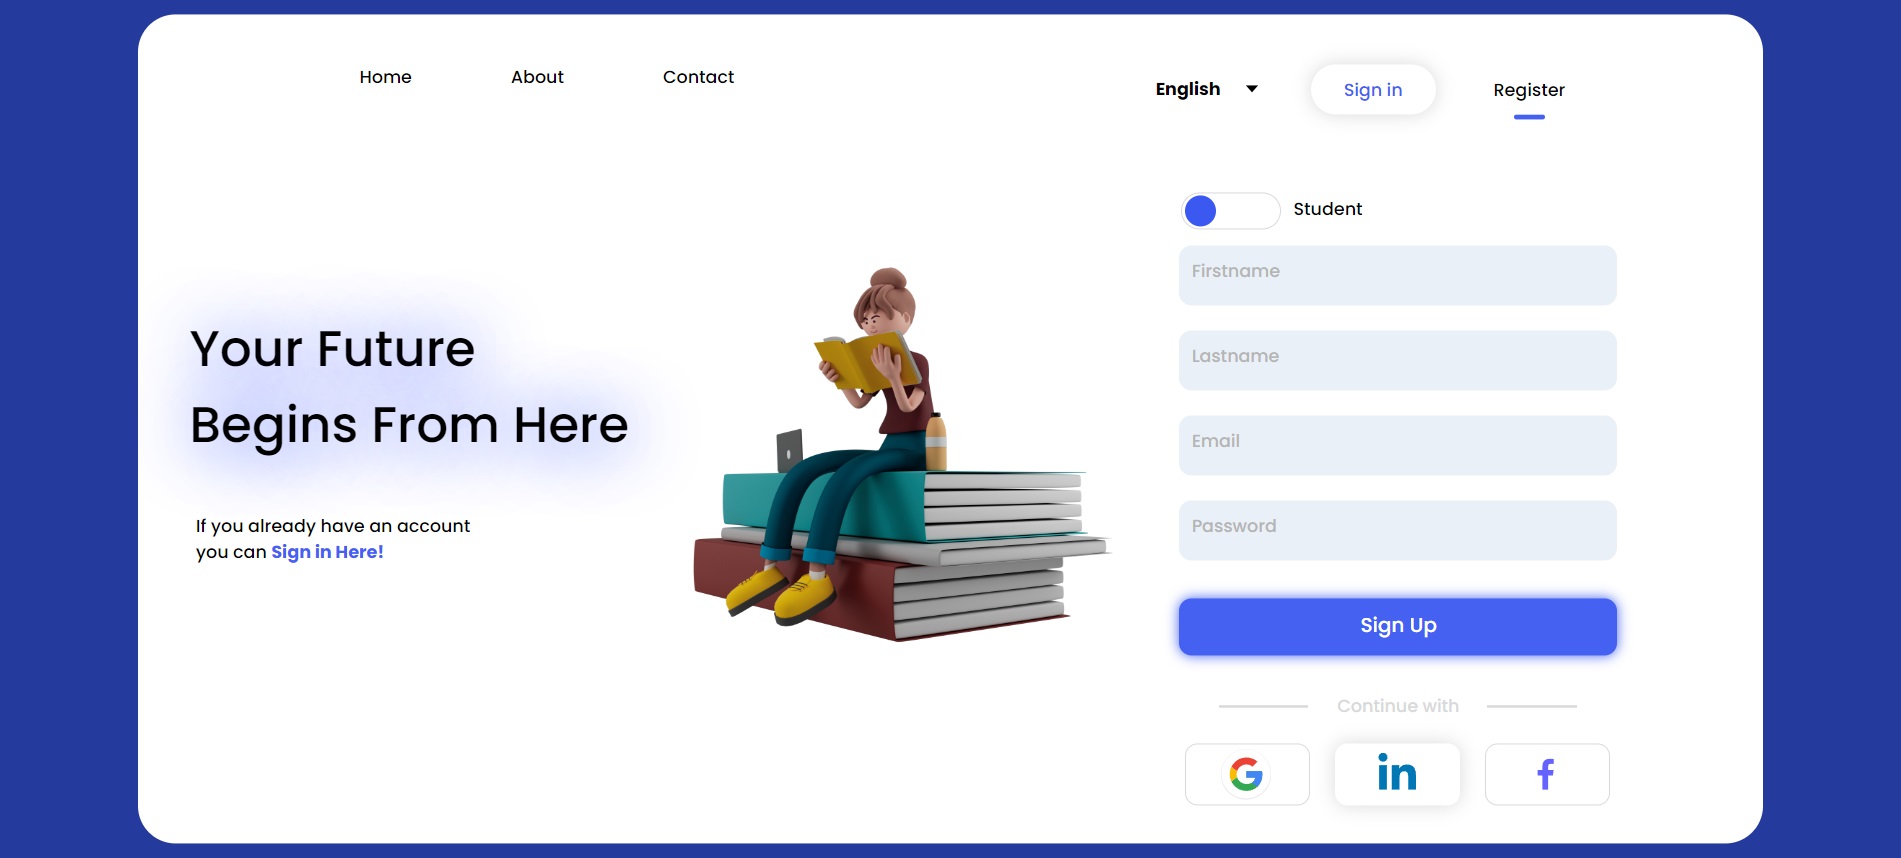 Home
About
Contact
English
Sign in
Register
Student
Firstname
Lastname
Email
Password
Your Future
Begins From Here
If you already have an account
you can Sign in Here!
Sign Up
Continue with
G
in
f